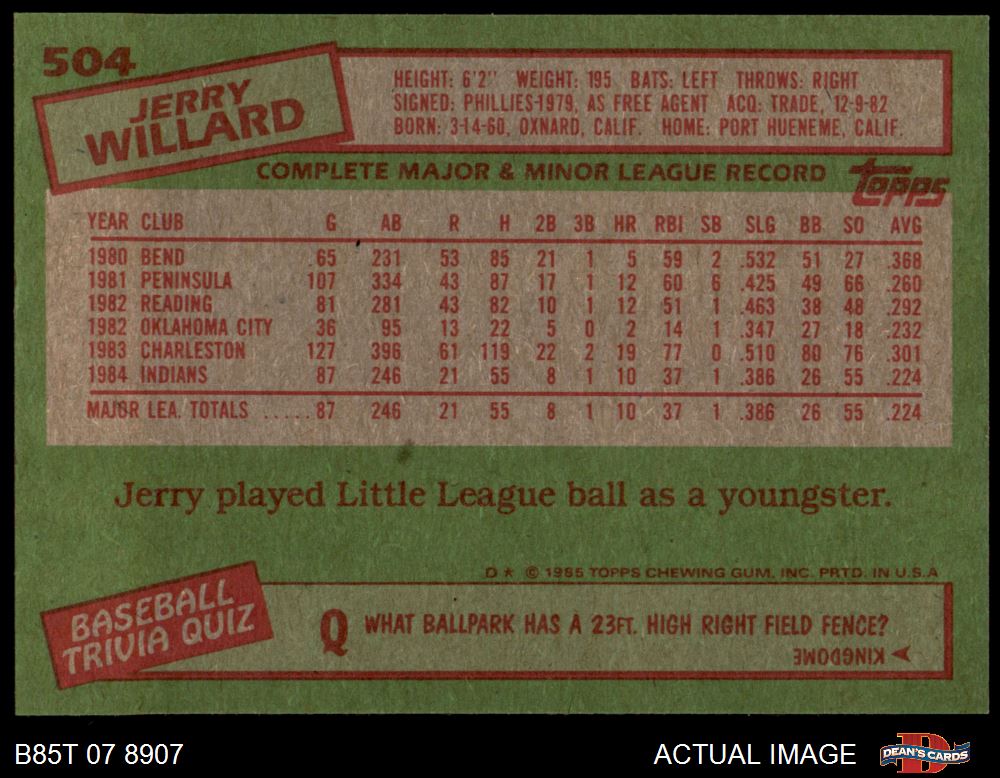 504
JERRY
WILLARD
HEIGHT: 6'2" WEIGHT: 195 BATS: LEFT THROWS: RIGHT
SIGNED: PHILLIES-1979, AS FREE AGENT ACQ: TRADE, 12-9-82
BORN: 3-14-60, OXNARD, CALIF. HOME: PORT HUENEME, CALIF.
COMPLETE MAJOR & MINOR LEAGUE RECORD
topps
YEAR CLUB G AB R H 2B 3B HR RBI SB SLG BB SO AVG
1980 BEND 65 231 53 85 21 1 5 59 2 .532 51 27 .368
1981 PENINSULA 107 334 43 87 17 1 12 60 6 .425 49 66 .260
1982 READING 81 281 43 82 10 1 12 51 1 .463 38 48 .292
1982 OKLAHOMA CITY 36 95 13 22 5 0 2 14 1 .347 27 18 .232
1983 CHARLESTON 127 396 61 119 22 2 19 77 0 .510 80 76 .301
1984 INDIANS 87 246 21 55 8 1 10 37 1 .386 26 55 .224
MAJOR LEA. TOTALS .....87 246 21 55 8 1 10 37 1 .386 26 55 .224
Jerry played Little League ball as a youngster.
D * © 1985 TOPPS CHEWING GUM, INC. PRTD. IN U.S.A
BASEBALL
TRIVIA QUIZ
Q WHAT BALLPARK HAS A 23FT. HIGH RIGHT FIELD FENCE?
KINGDOME
B85T 07 8907
ACTUAL IMAGE
D
DEAN'S CARDS